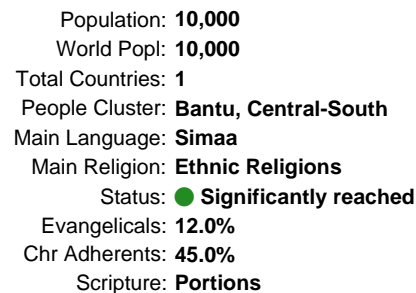 Population: 10,000
World Popl: 10,000
Total Countries: 1
People Cluster: Bantu, Central-South
Main Language: Simaa
Main Religion: Ethnic Religions
Status: Significantly reached
Evangelicals: 12.0%
Chr Adherents: 45.0%
Scripture: Portions